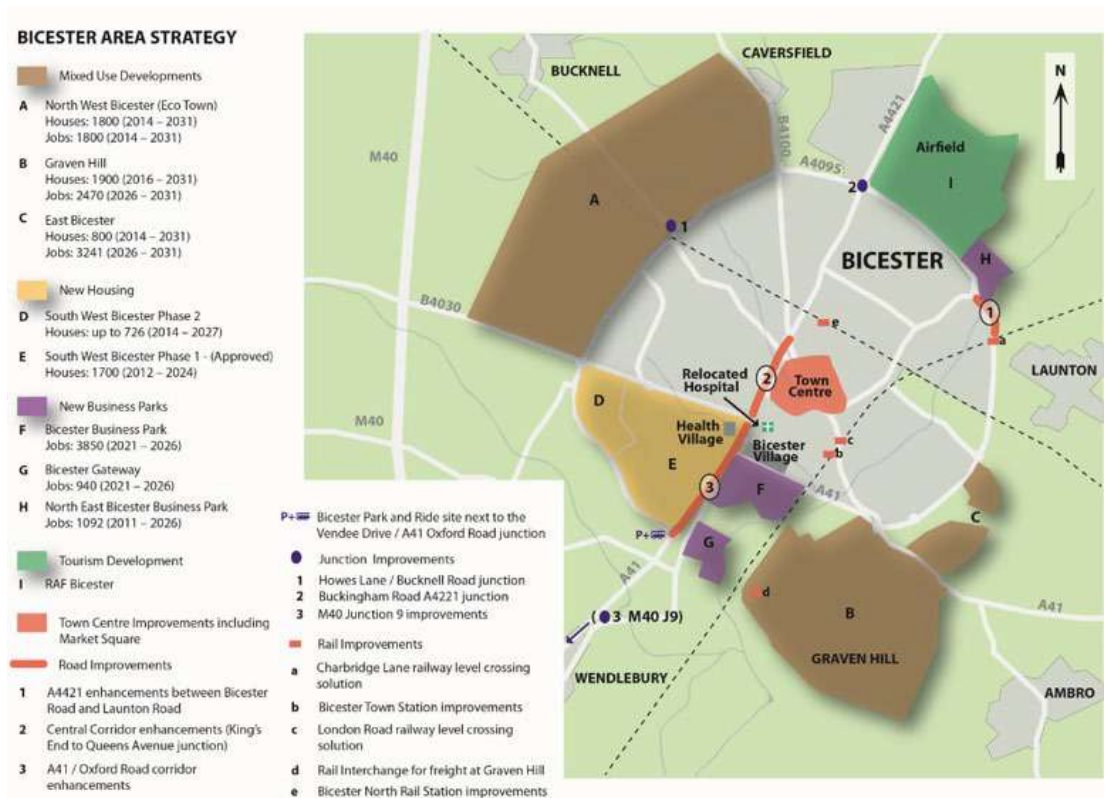 BICESTER AREA STRATEGY
Mixed Use Developments
A North West Bicester (Eco Town)
Houses: 1800 (2014 – 2031)
Jobs: 1800 (2014 – 2031)
B Graven Hill
Houses: 1900 (2016 – 2031)
Jobs: 2470 (2026 – 2031)
C East Bicester
Houses: 800 (2014 – 2031)
Jobs: 3241 (2026 – 2031)
New Housing
D South West Bicester Phase 2
Houses: up to 726 (2014 – 2027)
E South West Bicester Phase 1 - (Approved)
Houses: 1700 (2012 – 2024)
New Business Parks
F Bicester Business Park
Jobs: 3850 (2021 – 2026)
G Bicester Gateway
Jobs: 940 (2021 – 2026)
H North East Bicester Business Park
Jobs: 1092 (2011 – 2026)
Tourism Development
I RAF Bicester
Town Centre Improvements including
Market Square
Road Improvements
1 A4421 enhancements between Bicester
Road and Launton Road
2 Central Corridor enhancements (King's
End to Queens Avenue junction)
3 A41 / Oxford Road corridor
enhancements
P+ Bicester Park and Ride site next to the
Vendee Drive / A41 Oxford Road junction
Junction Improvements
1 Howes Lane / Bucknell Road junction
2 Buckingham Road A4221 junction
3 M40 Junction 9 improvements
Rail Improvements
a Charbridge Lane railway level crossing
solution
b Bicester Town Station improvements
c London Road railway level crossing
solution
d Rail Interchange for freight at Graven Hill
e Bicester North Rail Station improvements
BUCKNELL
CAVERSFIELD
N
M40
B4100
A4421
A4095
Airfield
I
2
A
1
BICESTER
H
B4030
1
e
a
LAUNTON
Relocated
Hospital
2
Town
Centre
D
Health
Village
Bicester
Village
c
b
M40
E
3
F
A41
C
P+
G
A41
d
B
A41
(3 M40 J9)
GRAVEN HILL
WENDLEBURY
AMBRO